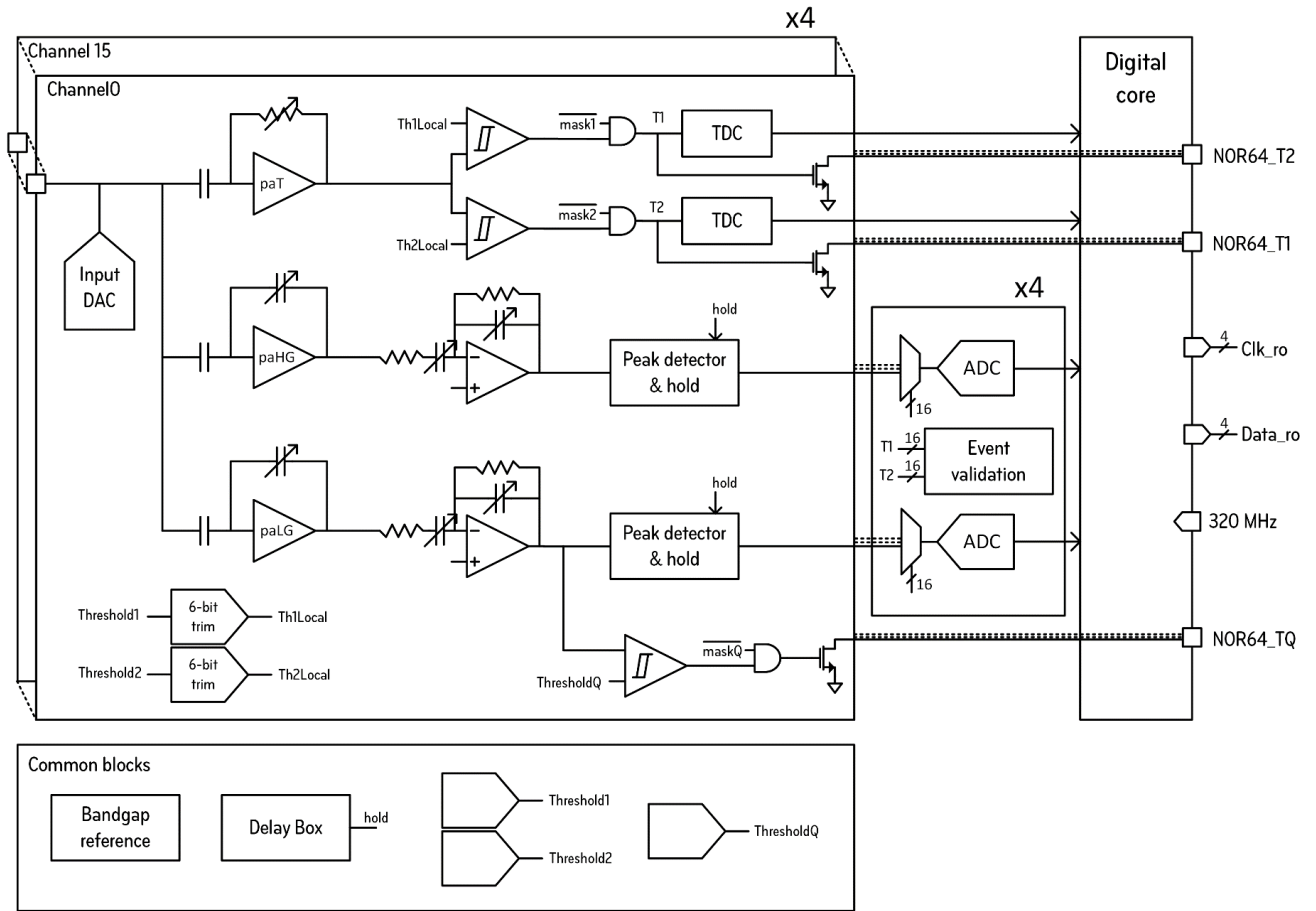 x4
Channel 15
Channel0
Digital
core
Th1Local
mask1
T1
TDC
paT
NOR64_T2
mask2
T2
TDC
Th2Local
NOR64_T1
Input
DAC
x4
hold
paHG
−
+
Peak detector
& hold
ADC
16
4
Clk_ro
T1
16
T2
16
Event
validation
4
Data_ro
hold
paLG
−
+
Peak detector
& hold
ADC
16
320 MHz
Threshold1
6-bit
trim
Th1Local
Threshold2
6-bit
trim
Th2Local
maskQ
ThresholdQ
NOR64_TQ
Common blocks
Bandgap
reference
Delay Box
hold
Threshold1
Threshold2
ThresholdQ